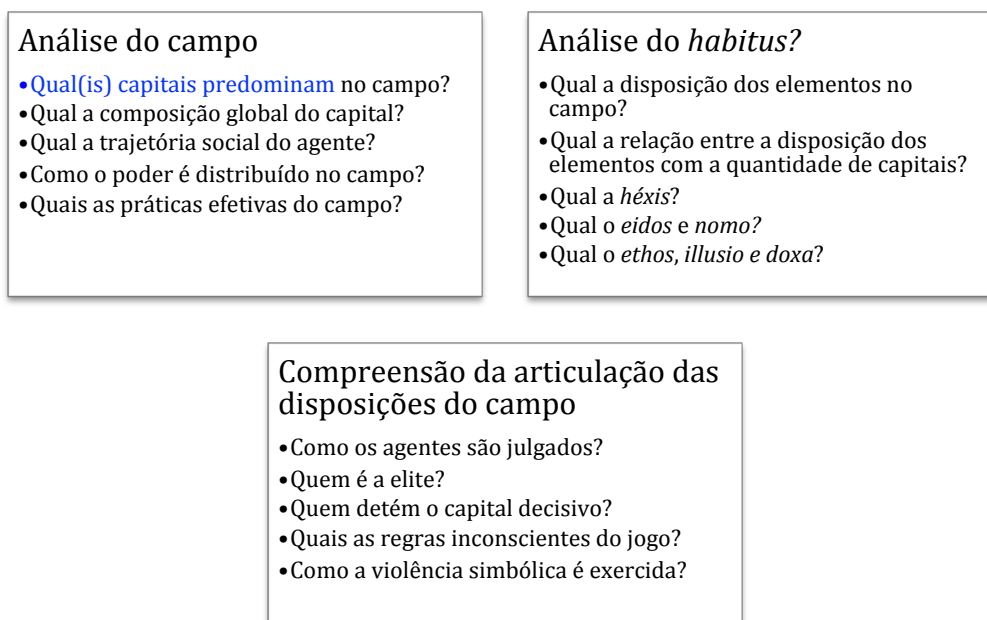 Análise do campo
•Qual(is) capitais predominam no campo?
•Qual a composição global do capital?
•Qual a trajetória social do agente?
•Como o poder é distribuído no campo?
•Quais as práticas efetivas do campo?
Análise do habitus?
•Qual a disposição dos elementos no
campo?
•Qual a relação entre a disposição dos
elementos com a quantidade de capitais?
•Qual a héxis?
•Qual o eidos e nomo?
•Qual o ethos, illusio e doxa?
Compreensão da articulação das
disposições do campo
•Como os agentes são julgados?
•Quem é a elite?
•Quem detém o capital decisivo?
•Quais as regras inconscientes do jogo?
•Como a violência simbólica é exercida?